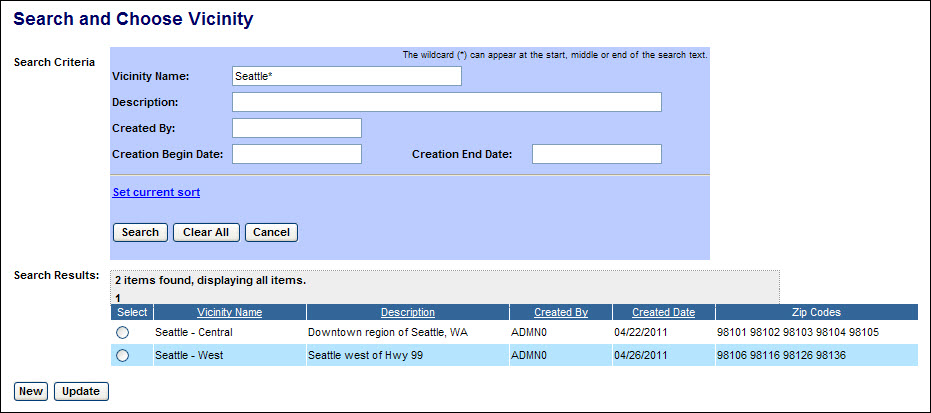 Search and Choose Vicinity
Search Criteria
The wildcard (*) can appear at the start, middle or end of the search text.
Vicinity Name: Seattle*
Description:
Created By:
Creation Begin Date: Creation End Date:
Set current sort
Search Clear All Cancel
Search Results: 2 items found, displaying all items.
1
Select Vicinity Name Description Created By Created Date Zip Codes
Seattle - Central Downtown region of Seattle, WA ADMN0 04/22/2011 98101 98102 98103 98104 98105
Seattle - West Seattle west of Hwy 99 ADMN0 04/26/2011 98106 98116 98126 98136
New Update